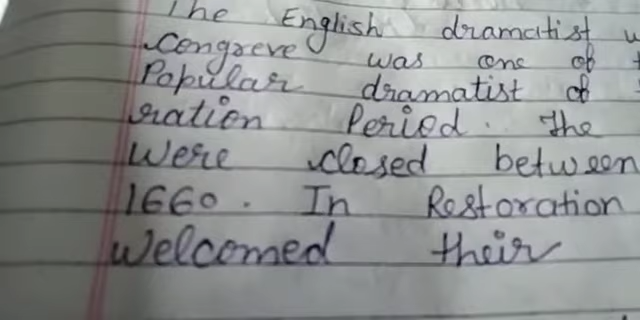 The English dramatist
Congreve was one of
Popular dramatist of
ration Period. The
were closed between
1660. In Restoration
welcomed their